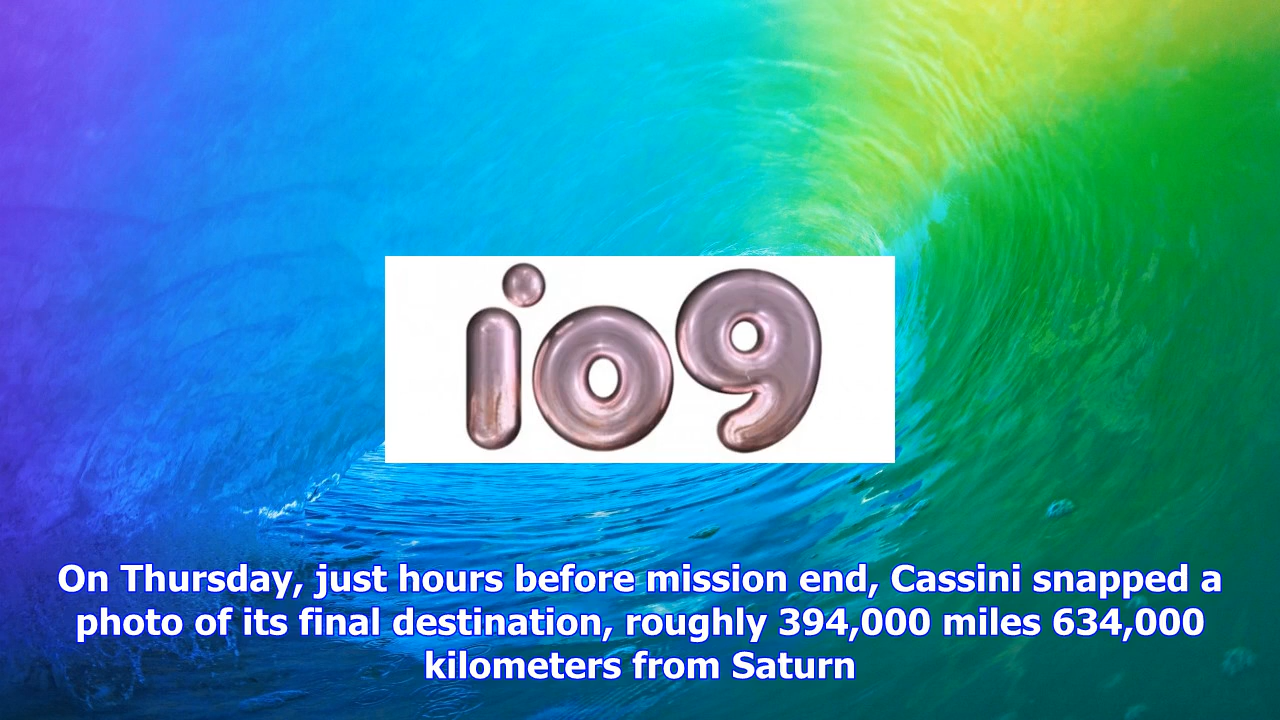 io9
On Thursday, just hours before mission end, Cassini snapped a
photo of its final destination, roughly 394,000 miles 634,000
kilometers from Saturn